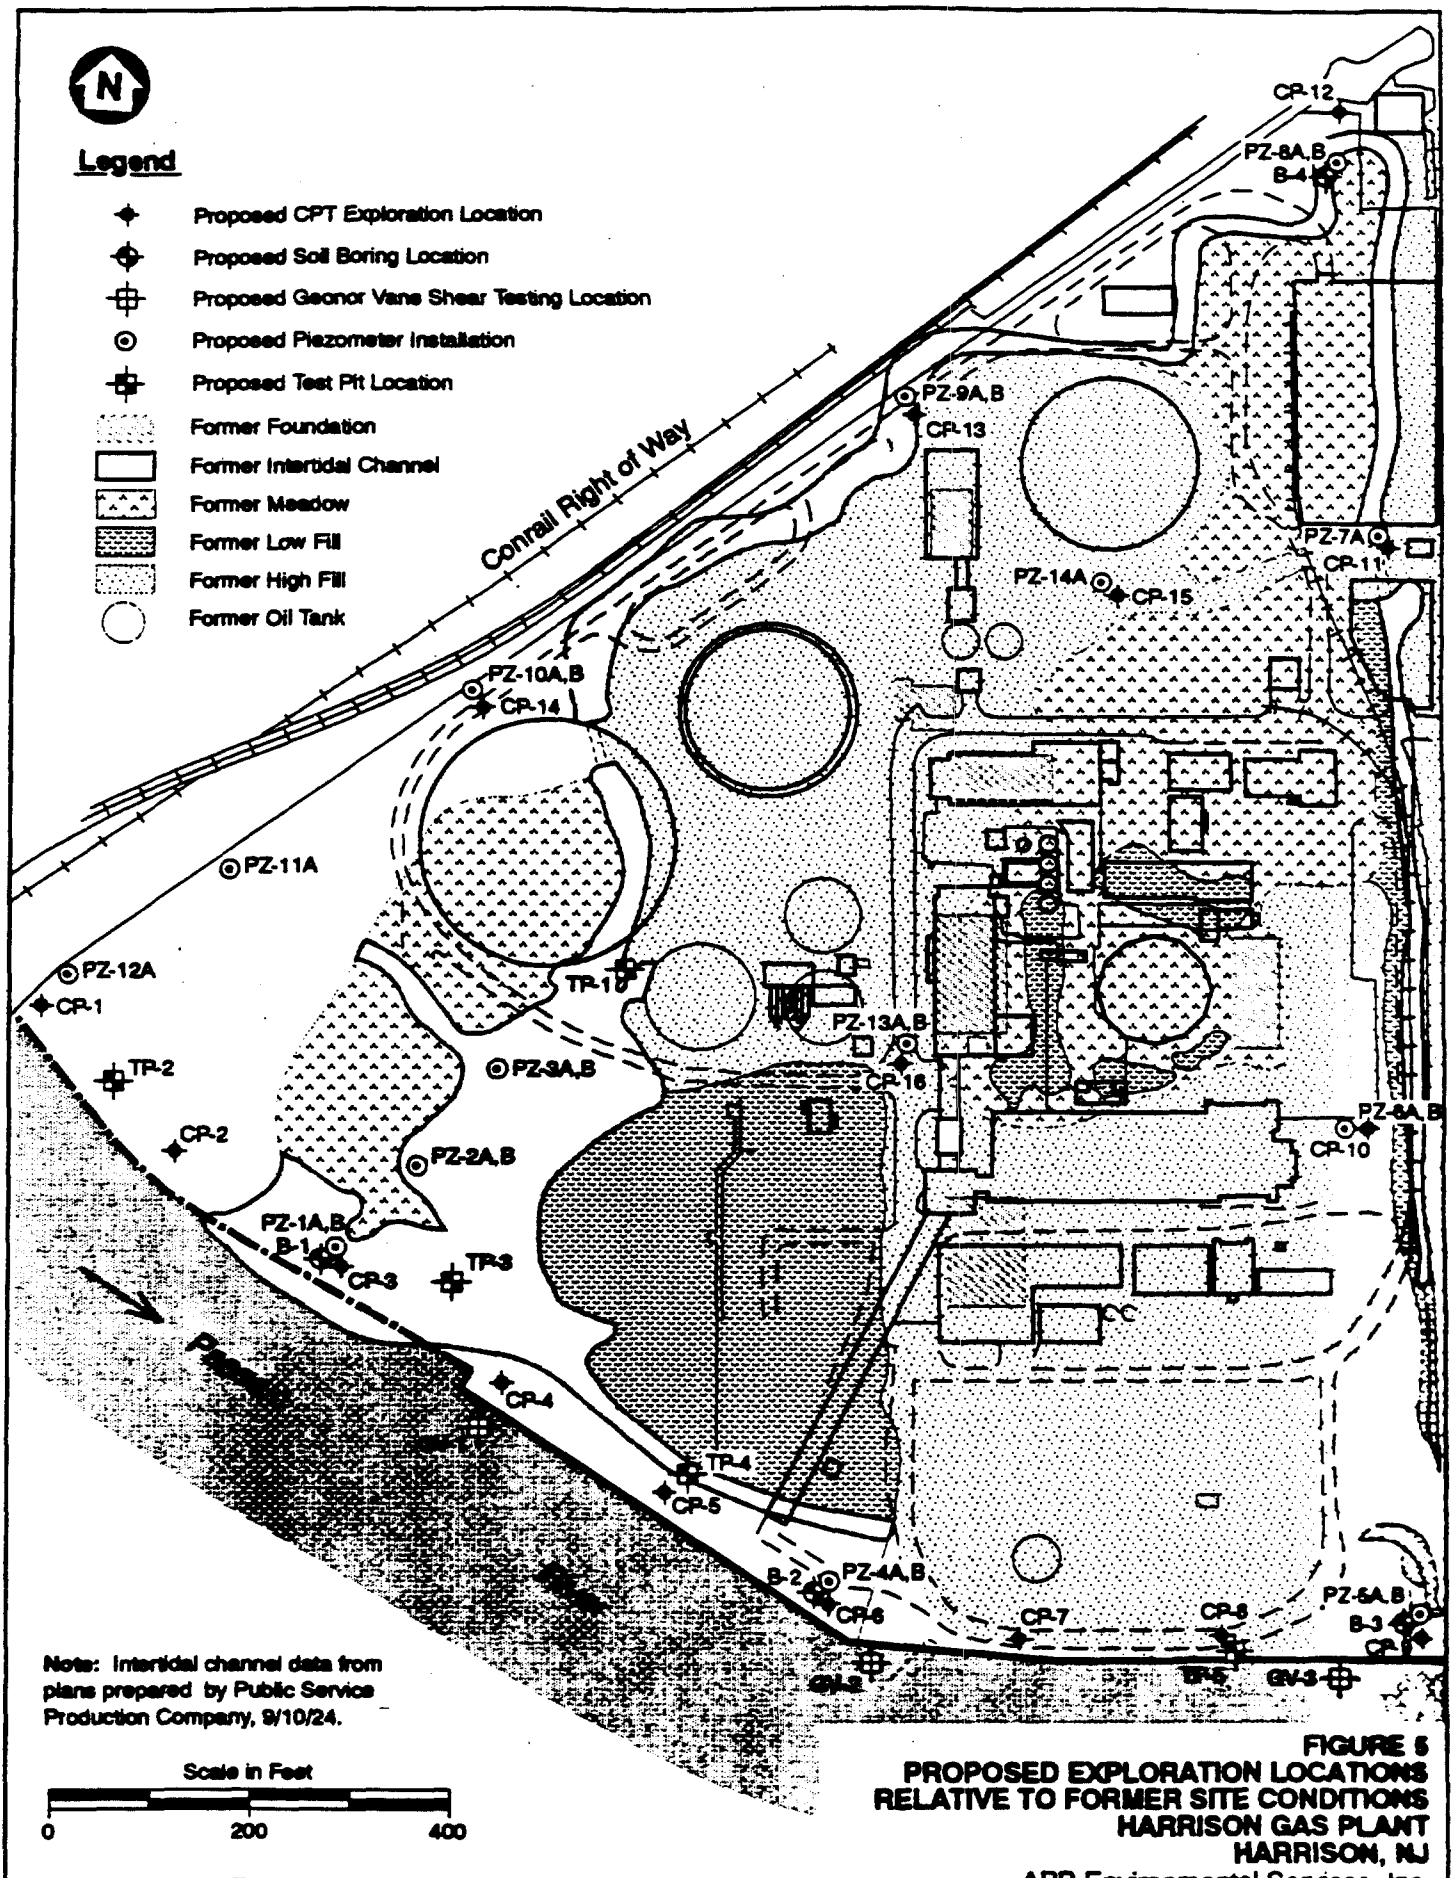 N
Legend
Proposed CPT Exploration Location
Proposed Soil Boring Location
Proposed Geonor Vane Shear Testing Location
Proposed Piezometer Installation
Proposed Test Pit Location
Former Foundation
Former Intertidal Channel
Former Meadow
Former Low Fill
Former High Fill
Former Oil Tank
Conrail Right of Way
CP-12
PZ-8A,B
B-4
PZ-9A,B
CP-13
PZ-7A
CP-11
PZ-14A
CP-15
PZ-10A,B
CP-14
PZ-11A
PZ-12A
CP-1
TP-1
TP-2
PZ-13A,B
CP-16
PZ-3A,B
CP-2
PZ-6A,B
CP-10
PZ-2A,B
PZ-1A,B
B-1
CP-3
TP-3
CP-4
TP-4
CP-5
B-2
PZ-4A,B
CP-6
CP-7
CP-8
PZ-5A,B
B-3
CP-
GV-2
TP-5
GV-3
Note: Intertidal channel data from
plans prepared by Public Service
Production Company, 9/10/24.
Scale in Feet
0 200 400
FIGURE 5
PROPOSED EXPLORATION LOCATIONS
RELATIVE TO FORMER SITE CONDITIONS
HARRISON GAS PLANT
HARRISON, NJ